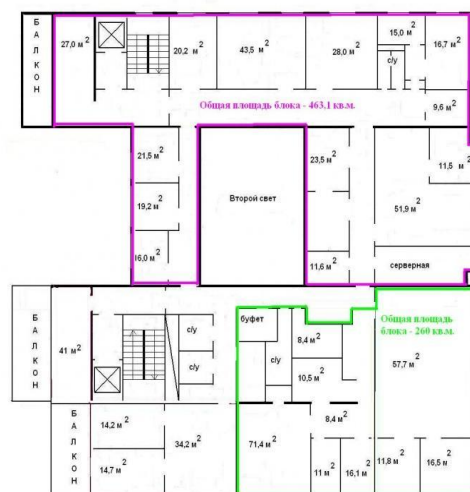 БАЛКОН
27,0 м²
20,2 м²
43,5 м²
28,0 м²
15,0 м²
16,7 м²
с/у
9,6 м²
Общая площадь блока - 463.1 кв.м.
21,5 м²
23,5 м²
11,5 м²
19,2 м²
Второй свет
51,9 м²
16,0 м²
11,6 м²
серверная
БАЛКОН
41 м²
с/у
с/у
буфет
с/у
8,4 м²
Общая площадь
блока - 260 кв.м.
57,7 м²
10,5 м²
БАЛКОН
14,2 м²
34,2 м²
14,7 м²
71,4 м²
8,4 м²
11 м²
16,1 м²
11,8 м²
16,5 м²